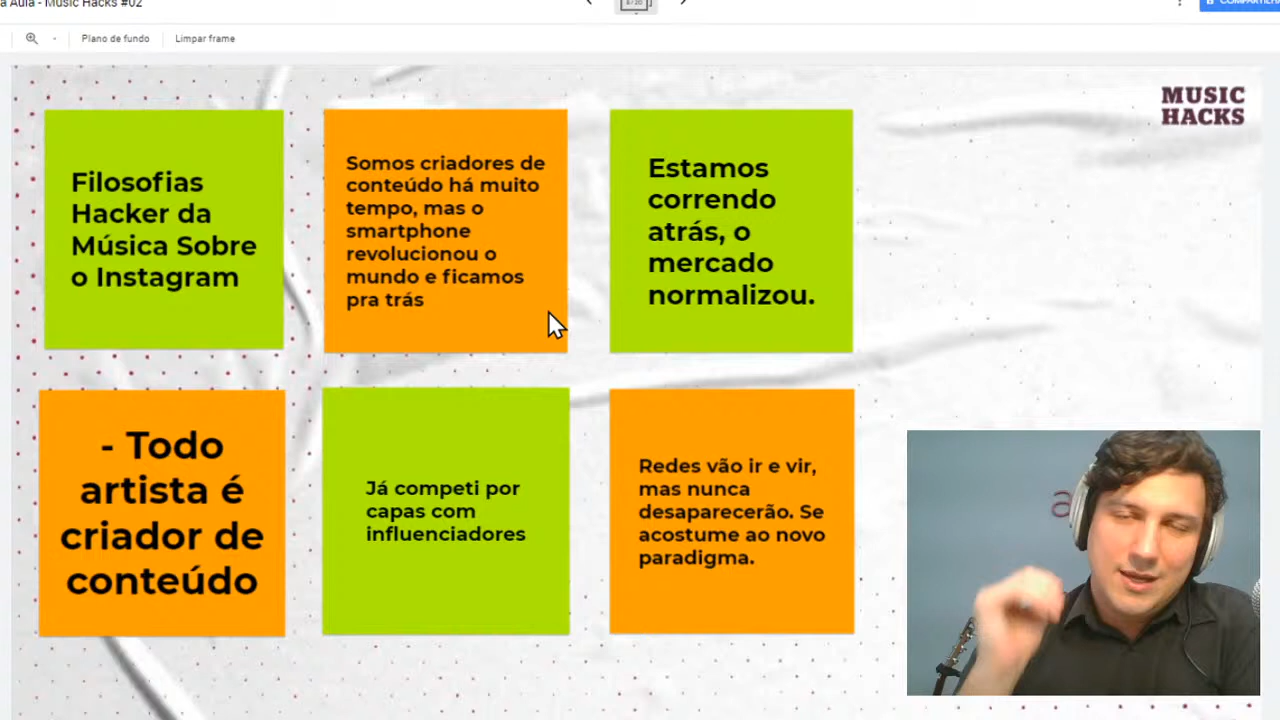 a Aula - Music Hacks #02
Plano de fundo
Limpar frame
MUSIC
HACKS
Filosofias
Hacker da
Música Sobre
o Instagram
Somos criadores de
conteúdo há muito
tempo, mas o
smartphone
revolucionou o
mundo e ficamos
pra trás
Estamos
correndo
atrás, o
mercado
normalizou.
- Todo
artista é
criador de
conteúdo
Já competi por
capas com
influenciadores
Redes vão ir e vir,
mas nunca
desaparecerão. Se
acostume ao novo
paradigma.
a